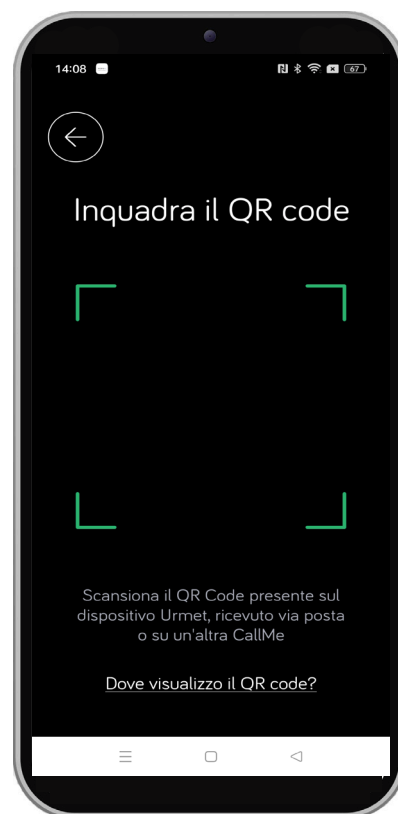 14:08
67
Inquadra il QR code
Scansiona il QR Code presente sul
dispositivo Urmet, ricevuto via posta
o su un'altra CallMe
Dove visualizzo il QR code?